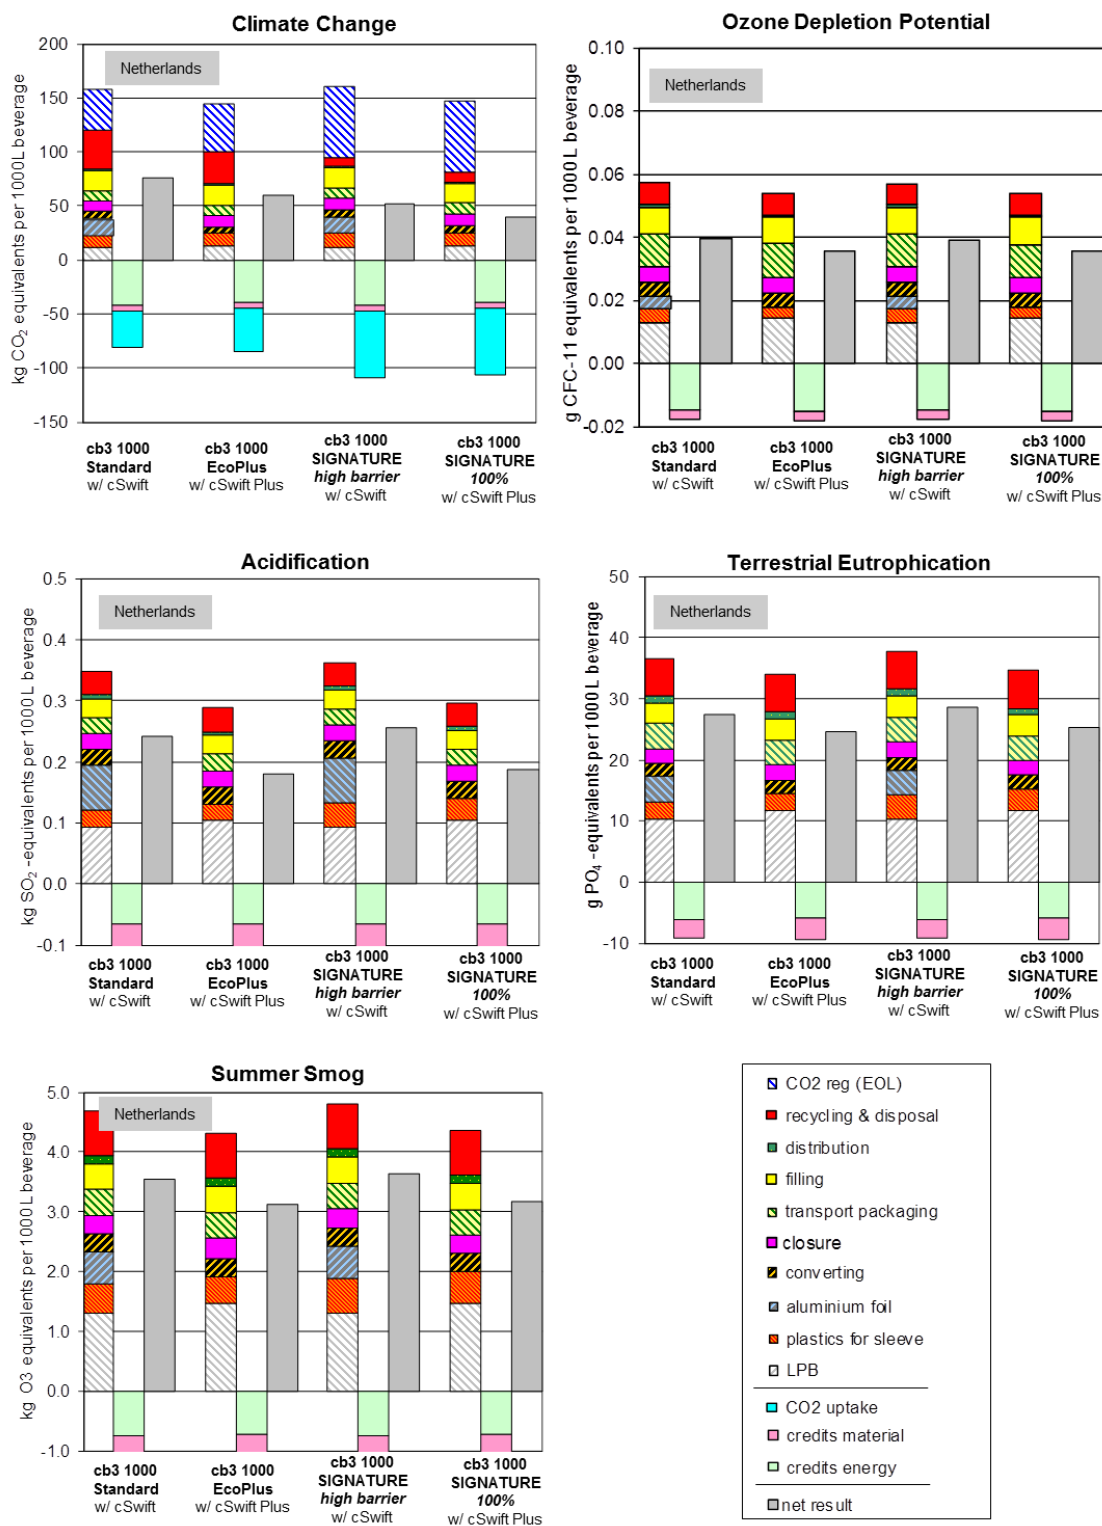 Climate Change
kg CO2 equivalents per 1000L beverage
200
150
100
50
0
-50
-100
-150
Netherlands
cb3 1000
Standard
w/ cSwift
cb3 1000
EcoPlus
w/ cSwift Plus
cb3 1000
SIGNATURE
high barrier
w/ cSwift
cb3 1000
SIGNATURE
100%
w/ cSwift Plus
Ozone Depletion Potential
g CFC-11 equivalents per 1000L beverage
0.10
0.08
0.06
0.04
0.02
0.00
-0.02
Netherlands
cb3 1000
Standard
w/ cSwift
cb3 1000
EcoPlus
w/ cSwift Plus
cb3 1000
SIGNATURE
high barrier
w/ cSwift
cb3 1000
SIGNATURE
100%
w/ cSwift Plus
Acidification
kg SO2 -equivalents per 1000L beverage
0.5
0.4
0.3
0.2
0.1
0.0
-0.1
Netherlands
cb3 1000
Standard
w/ cSwift
cb3 1000
EcoPlus
w/ cSwift Plus
cb3 1000
SIGNATURE
high barrier
w/ cSwift
cb3 1000
SIGNATURE
100%
w/ cSwift Plus
Terrestrial Eutrophication
g PO4 -equivalents per 1000L beverage
50
40
30
20
10
0
-10
Netherlands
cb3 1000
Standard
w/ cSwift
cb3 1000
EcoPlus
w/ cSwift Plus
cb3 1000
SIGNATURE
high barrier
w/ cSwift
cb3 1000
SIGNATURE
100%
w/ cSwift Plus
Summer Smog
kg O3 equivalents per 1000L beverage
5.0
4.0
3.0
2.0
1.0
0.0
-1.0
Netherlands
cb3 1000
Standard
w/ cSwift
cb3 1000
EcoPlus
w/ cSwift Plus
cb3 1000
SIGNATURE
high barrier
w/ cSwift
cb3 1000
SIGNATURE
100%
w/ cSwift Plus
CO2 reg (EOL)
recycling & disposal
distribution
filling
transport packaging
closure
converting
aluminium foil
plastics for sleeve
LPB
CO2 uptake
credits material
credits energy
net result